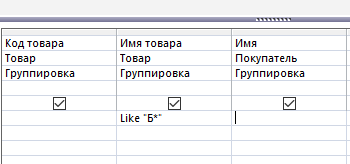 Код товара Имя товара Имя
Товар Товар Покупатель
Группировка Группировка Группировка
Like "Б*"